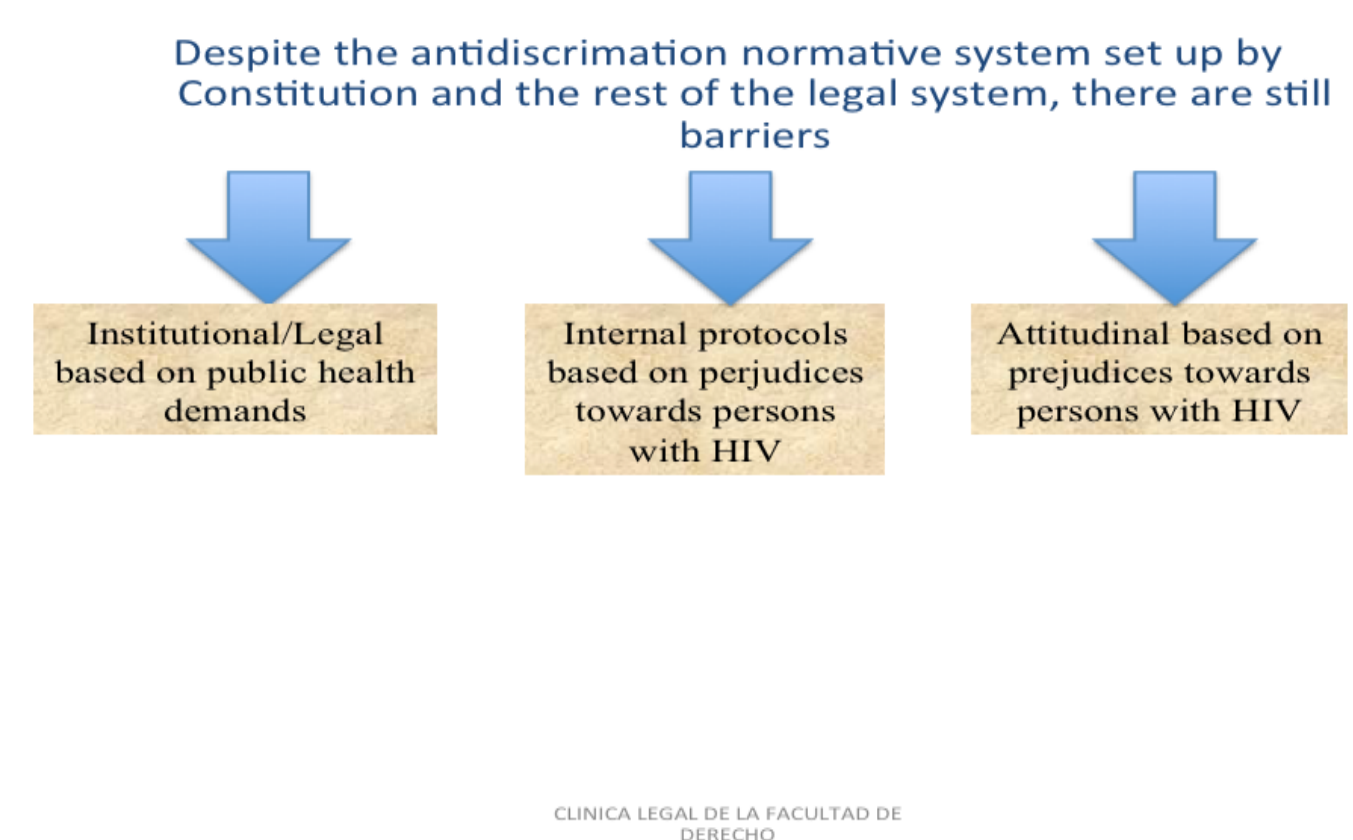 Despite the antidiscrimation normative system set up by
Constitution and the rest of the legal system, there are still
barriers
Institutional/Legal
based on public health
demands
Internal protocols
based on perjudices
towards persons
with HIV
Attitudinal based on
prejudices towards
persons with HIV
CLINICA LEGAL DE LA FACULTAD DE
DERECHO